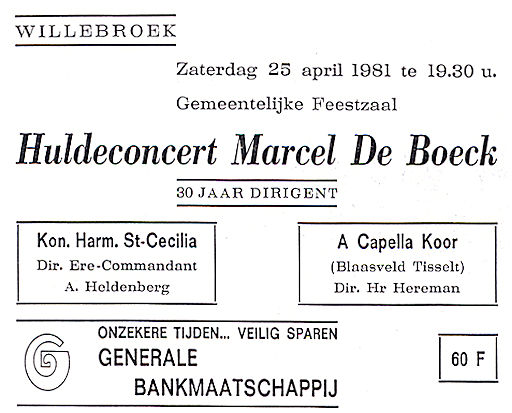 WILLEBROEK
Zaterdag 25 april 1981 te 19.30 u.
Gemeentelijke Feestzaal
Huldeconcert Marcel De Boeck
30 JAAR DIRIGENT
Kon. Harm. St-Cecilia
Dir. Ere-Commandant
A. Heldenberg
A Capella Koor
(Blaasveld Tisselt)
Dir. Hr Hereman
ONZEKERE TIJDEN... VEILIG SPAREN
GENERALE
BANKMAATSCHAPPIJ
60 F